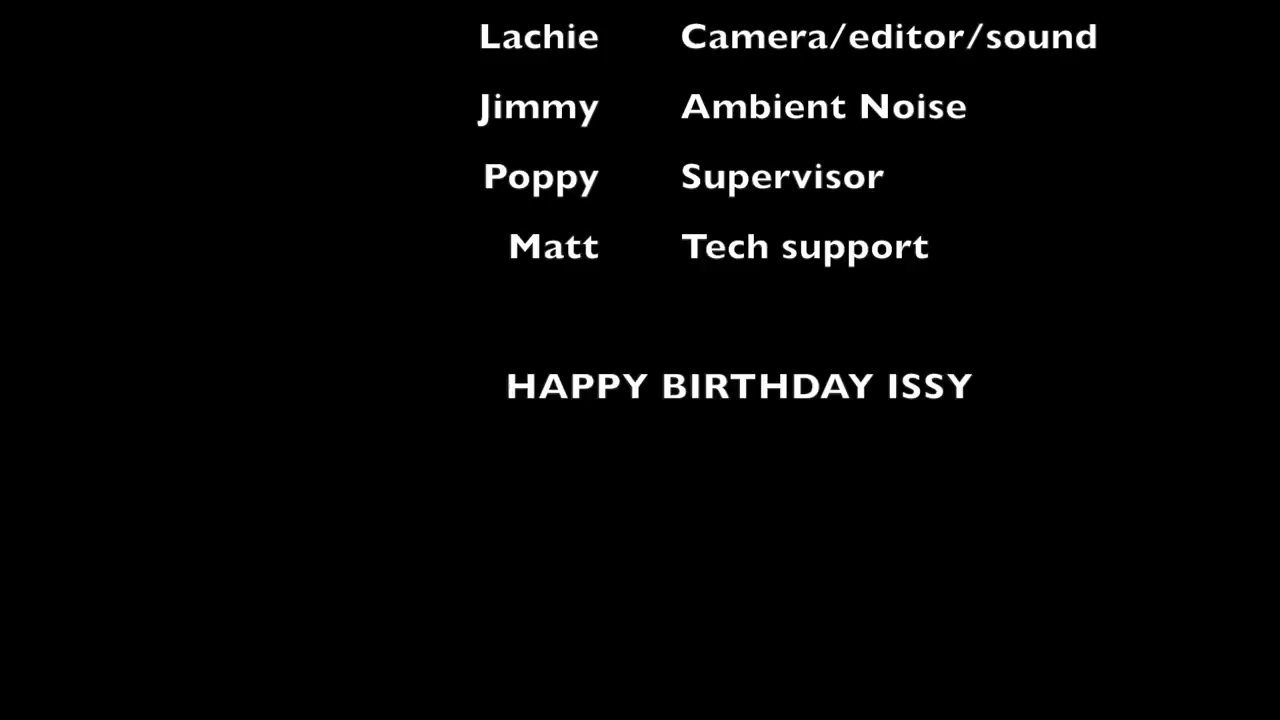 Lachie Camera/editor/sound
Jimmy Ambient Noise
Poppy Supervisor
Matt Tech support
HAPPY BIRTHDAY ISSY